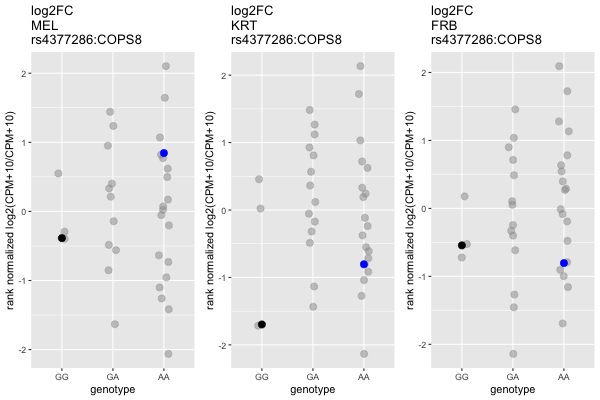 log2FC
MEL
rs4377286:COPS8
rank normalized log2(CPM+10/CPM+10)
2
1
0
-1
-2
GG GA AA
genotype
log2FC
KRT
rs4377286:COPS8
rank normalized log2(CPM+10/CPM+10)
2
1
0
-1
-2
GG GA AA
genotype
log2FC
FRB
rs4377286:COPS8
rank normalized log2(CPM+10/CPM+10)
2
1
0
-1
-2
GG GA AA
genotype